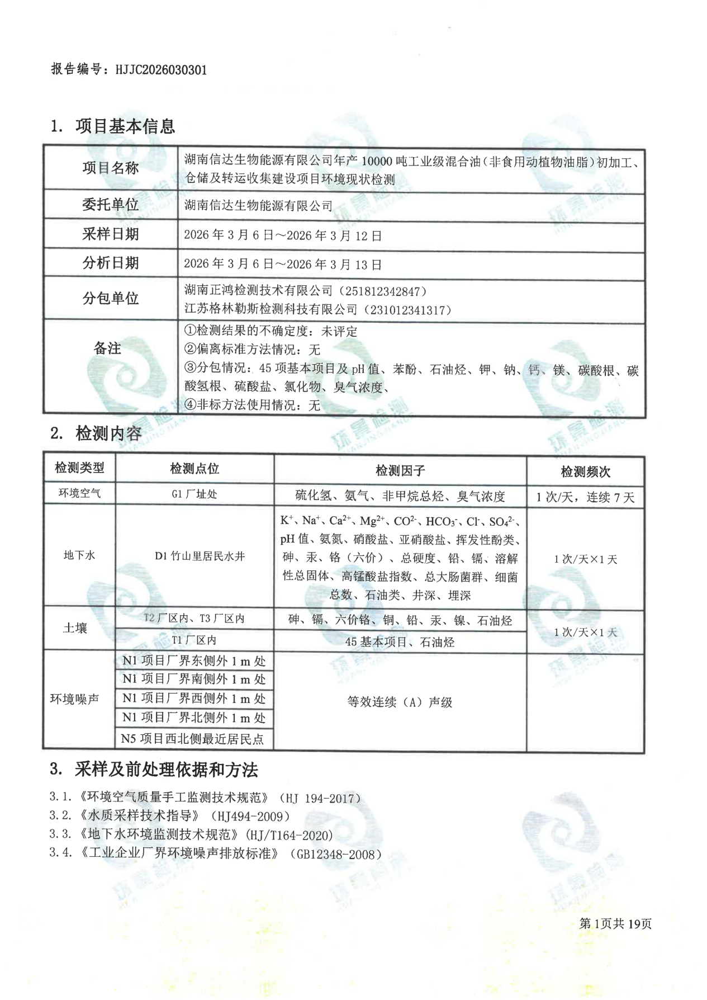 报告编号：HJJC2026030301
1. 项目基本信息
项目名称
湖南信达生物能源有限公司年产 10000 吨工业级混合油（非食用动植物油脂）初加工、
仓储及转运收集建设项目环境现状检测
委托单位
湖南信达生物能源有限公司
采样日期
2026 年 3 月 6 日～2026 年 3 月 12 日
分析日期
2026 年 3 月 6 日～2026 年 3 月 13 日
分包单位
湖南正鸿检测技术有限公司（251812342847）
江苏格林勒斯检测科技有限公司（231012341317）
备注
①检测结果的不确定度：未评定
②偏离标准方法情况：无
③分包情况：45 项基本项目及 pH 值、苯酚、石油烃、钾、钠、钙、镁、碳酸根、碳
酸氢根、硫酸盐、氯化物、臭气浓度、
④非标方法使用情况：无
2. 检测内容
检测类型 检测点位 检测因子 检测频次
环境空气 G1 厂址处 硫化氢、氨气、非甲烷总烃、臭气浓度 1 次/天，连续 7 天
地下水 D1 竹山里居民水井
K⁺、Na⁺、Ca²⁺、Mg²⁺、CO²⁻、HCO₃⁻、Cl⁻、SO₄²⁻、
pH 值、氨氮、硝酸盐、亚硝酸盐、挥发性酚类、
砷、汞、铬（六价）、总硬度、铅、镉、溶解
性总固体、高锰酸盐指数、总大肠菌群、细菌
总数、石油类、井深、埋深
1 次/天×1 天
土壤
T2 厂区内、T3 厂区内 砷、镉、六价铬、铜、铅、汞、镍、石油烃
T1 厂区内 45 基本项目、石油烃
1 次/天×1 天
环境噪声
N1 项目厂界东侧外 1 m 处
N1 项目厂界南侧外 1 m 处
N1 项目厂界西侧外 1 m 处
N1 项目厂界北侧外 1 m 处
N5 项目西北侧最近居民点
等效连续（A）声级
3. 采样及前处理依据和方法
3.1.《环境空气质量手工监测技术规范》（HJ 194-2017）
3.2.《水质采样技术指导》（HJ494-2009）
3.3.《地下水环境监测技术规范》(HJ/T164-2020)
3.4.《工业企业厂界环境噪声排放标准》（GB12348-2008）
第 1页共 19页
环景检测
HUANJINGJIANCE